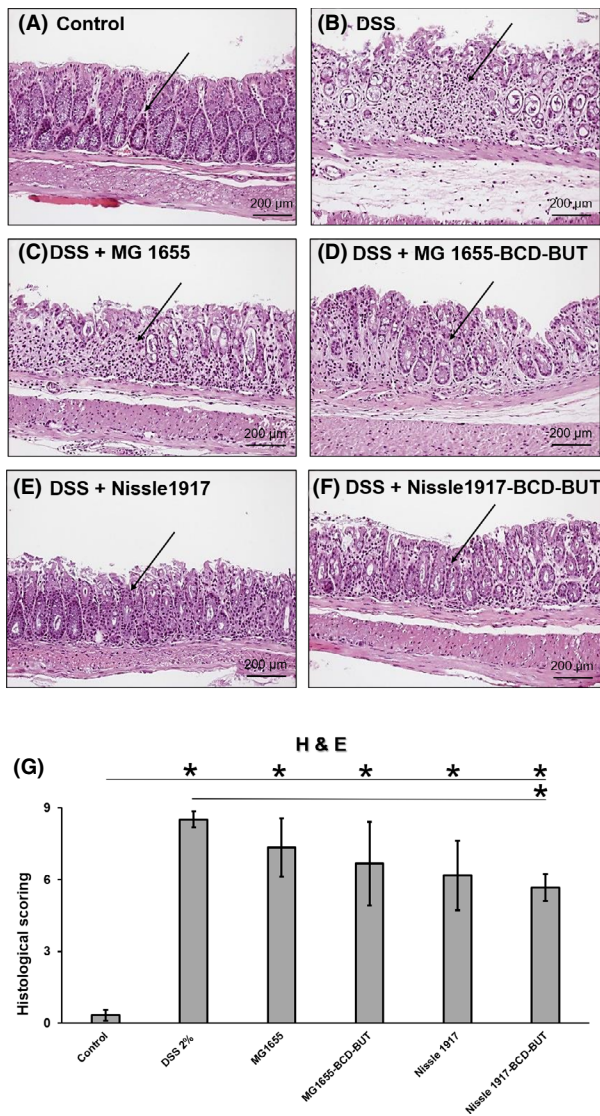 (A) Control
200 µm
(B) DSS
200 µm
(C) DSS + MG 1655
200 µm
(D) DSS + MG 1655-BCD-BUT
200 µm
(E) DSS + Nissle1917
200 µm
(F) DSS + Nissle1917-BCD-BUT
200 µm
H & E
(G)
* * * * *
*
9
6
3
0
Histological scoring
Control
DSS 2%
MG1655
MG1655-BCD-BUT
Nissle 1917
Nissle 1917-BCD-BUT